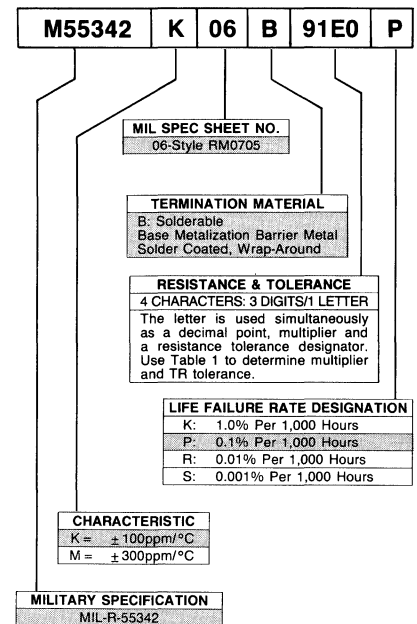 M55342 K 06 B 91E0 P
MIL SPEC SHEET NO.
06-Style RM0705
TERMINATION MATERIAL
B: Solderable
Base Metalization Barrier Metal
Solder Coated, Wrap-Around
RESISTANCE & TOLERANCE
4 CHARACTERS: 3 DIGITS/1 LETTER
The letter is used simultaneously
as a decimal point, multiplier and
a resistance tolerance designator.
Use Table 1 to determine multiplier
and TR tolerance.
LIFE FAILURE RATE DESIGNATION
K: 1.0% Per 1,000 Hours
P: 0.1% Per 1,000 Hours
R: 0.01% Per 1,000 Hours
S: 0.001% Per 1,000 Hours
CHARACTERISTIC
K = ±100ppm/°C
M = ±300ppm/°C
MILITARY SPECIFICATION
MIL-R-55342